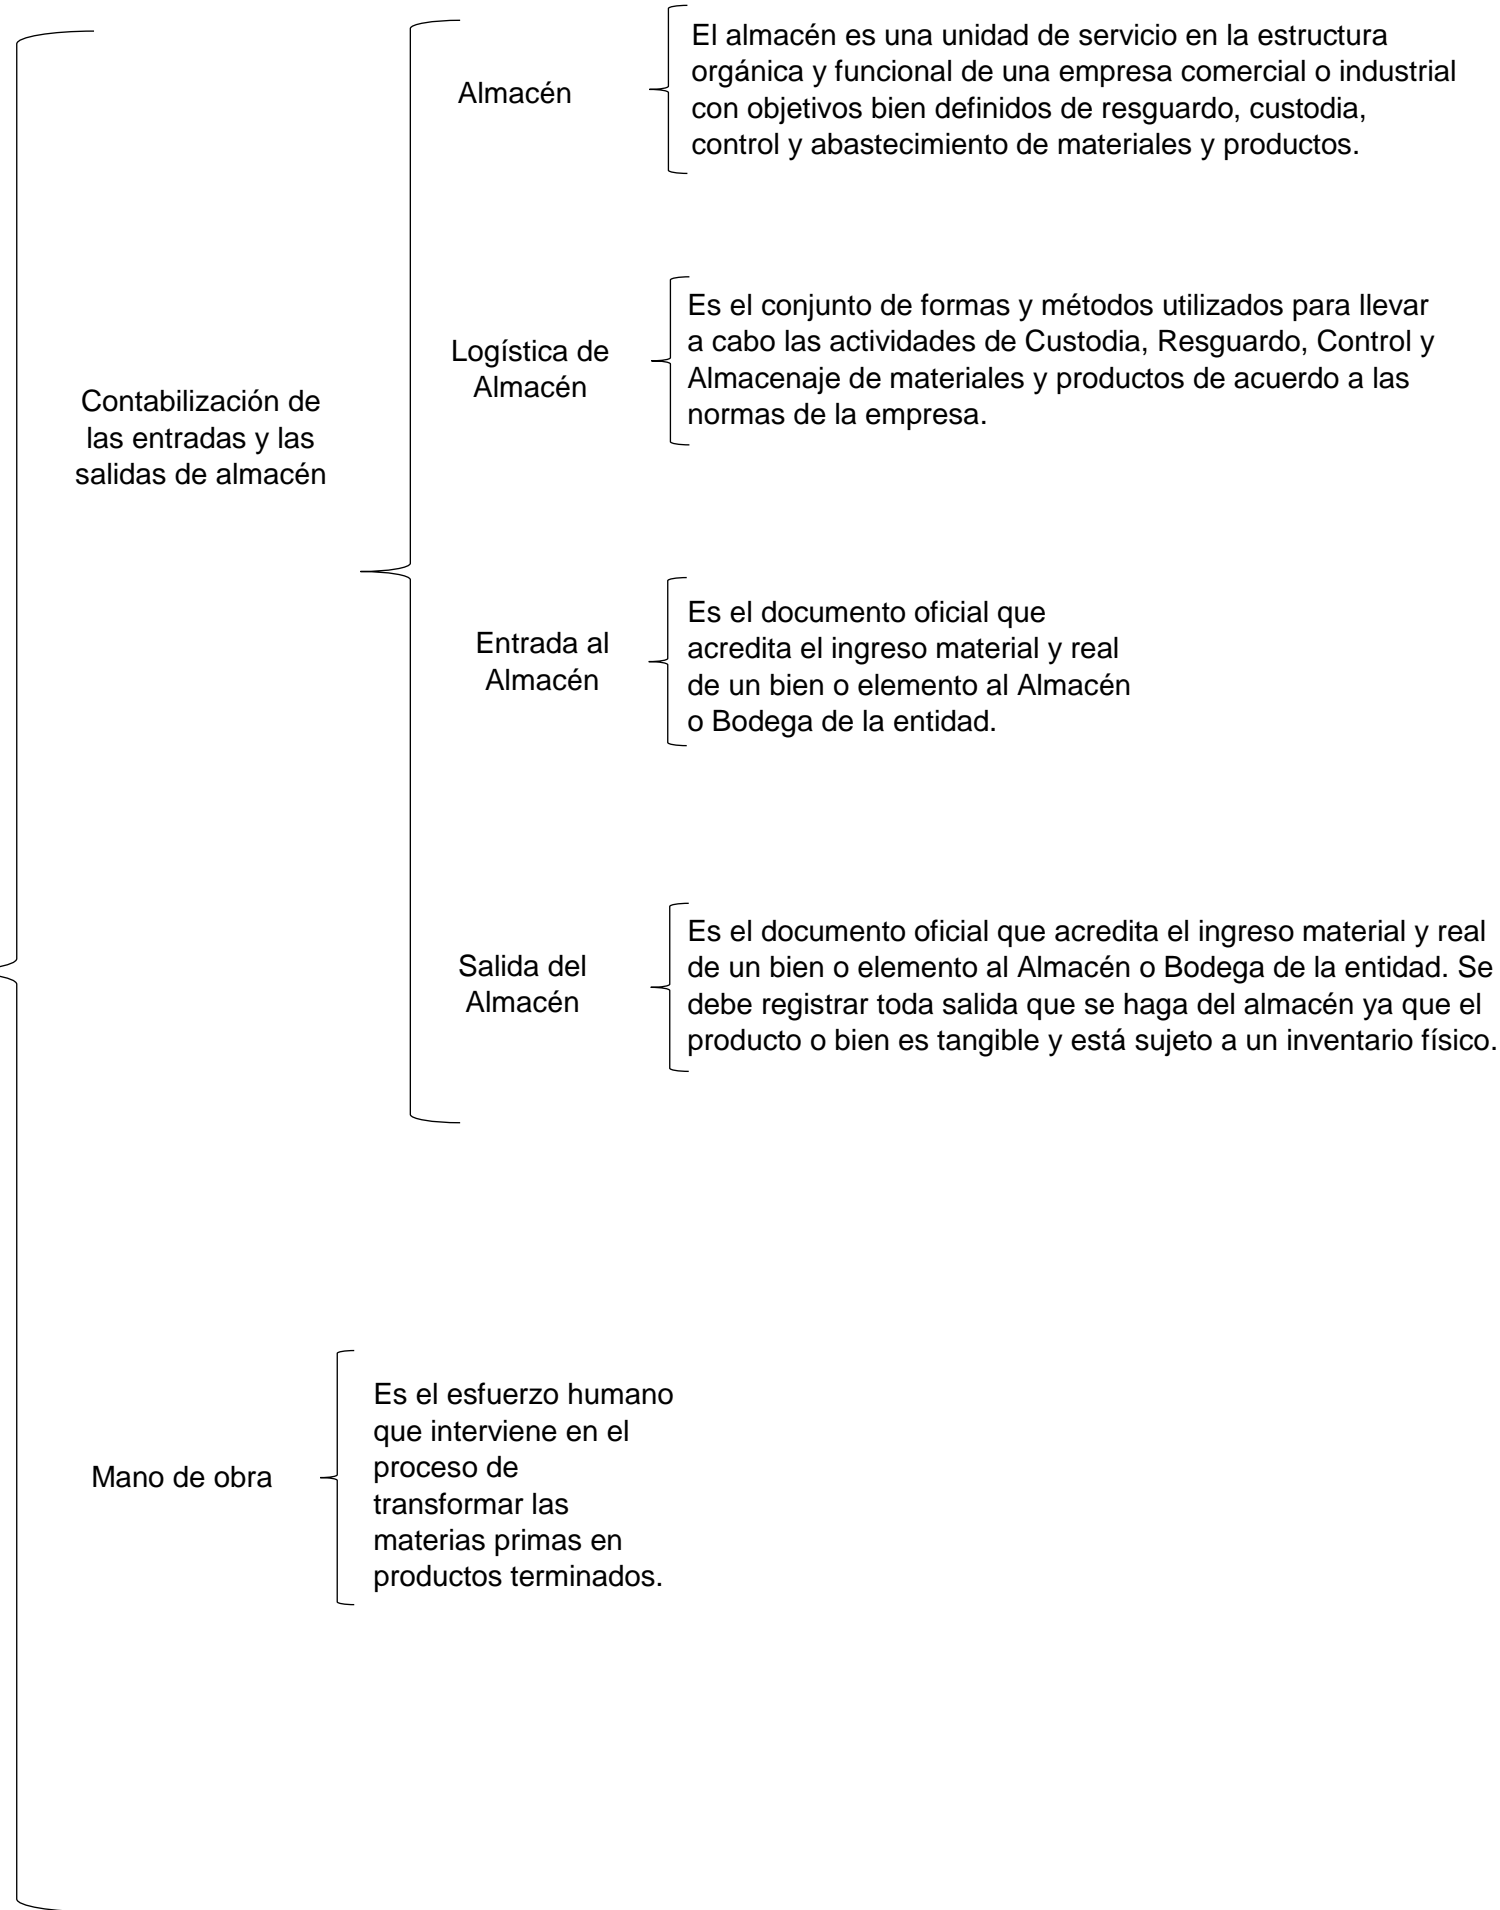 Contabilización de
las entradas y las
salidas de almacén
Almacén
El almacén es una unidad de servicio en la estructura
orgánica y funcional de una empresa comercial o industrial
con objetivos bien definidos de resguardo, custodia,
control y abastecimiento de materiales y productos.
Logística de
Almacén
Es el conjunto de formas y métodos utilizados para llevar
a cabo las actividades de Custodia, Resguardo, Control y
Almacenaje de materiales y productos de acuerdo a las
normas de la empresa.
Entrada al
Almacén
Es el documento oficial que
acredita el ingreso material y real
de un bien o elemento al Almacén
o Bodega de la entidad.
Salida del
Almacén
Es el documento oficial que acredita el ingreso material y real
de un bien o elemento al Almacén o Bodega de la entidad. Se
debe registrar toda salida que se haga del almacén ya que el
producto o bien es tangible y está sujeto a un inventario físico.
Mano de obra
Es el esfuerzo humano
que interviene en el
proceso de
transformar las
materias primas en
productos terminados.